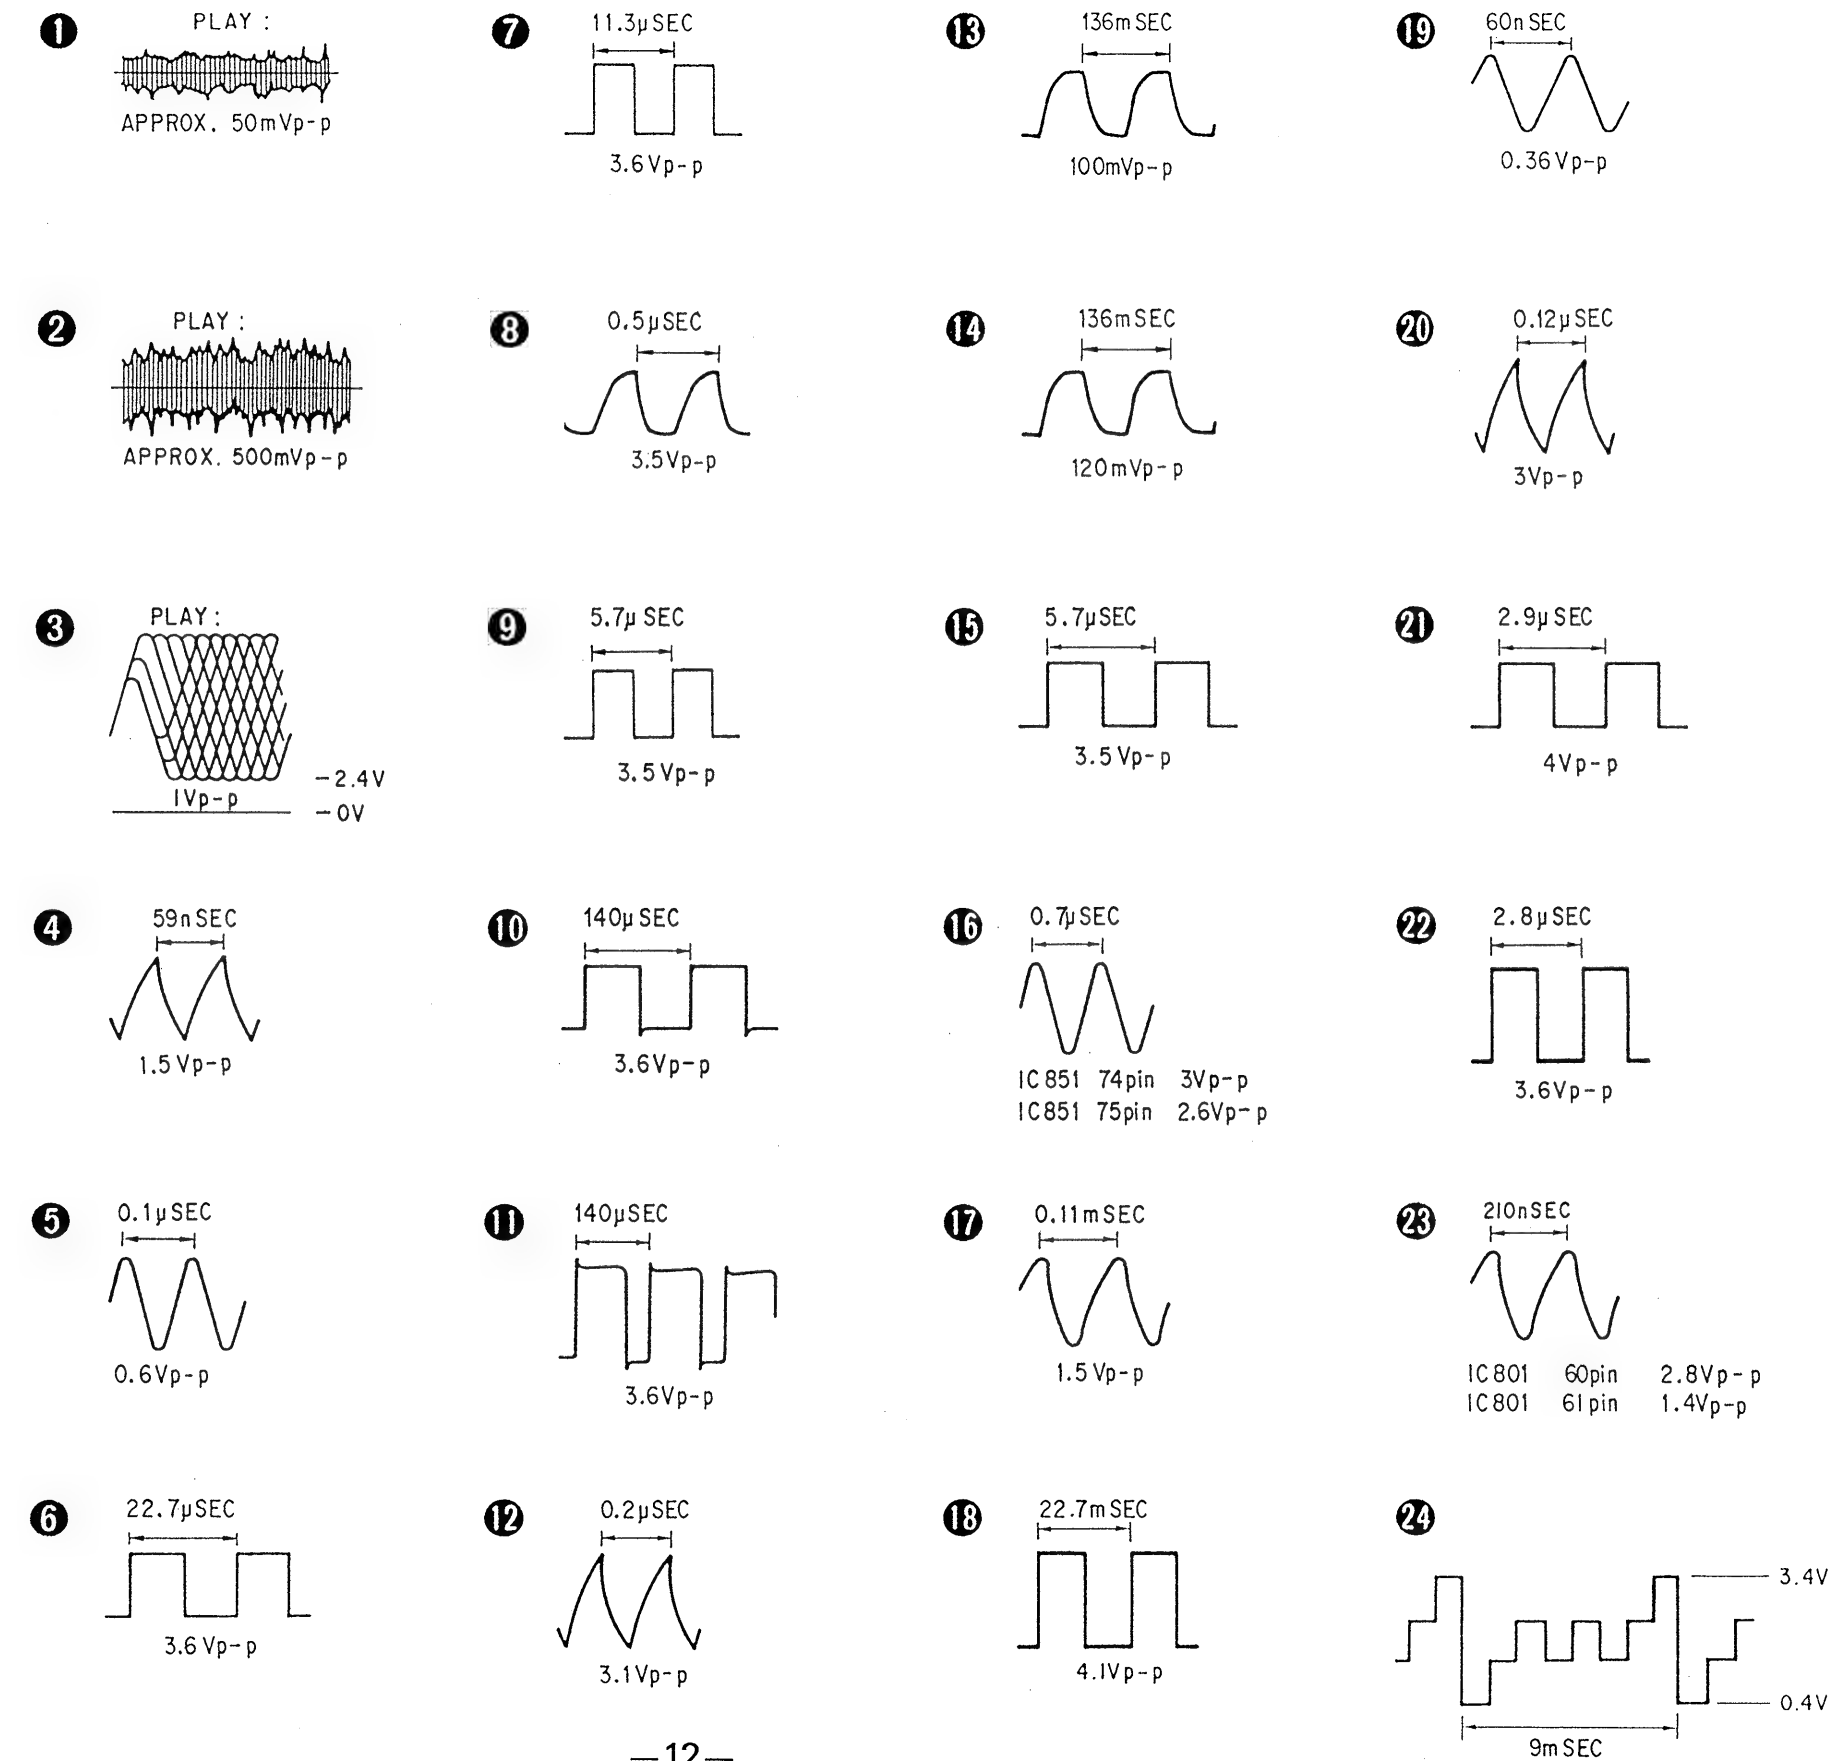 1
PLAY :
APPROX. 50mVp-p
2
PLAY :
APPROX. 500mVp-p
3
PLAY :
-2.4V
1Vp-p
-0V
4
59nSEC
1.5Vp-p
5
0.1μSEC
0.6Vp-p
6
22.7μSEC
3.6Vp-p
7
11.3μSEC
3.6Vp-p
8
0.5μSEC
3.5Vp-p
9
5.7μSEC
3.5Vp-p
10
140μSEC
3.6Vp-p
11
140μSEC
3.6Vp-p
12
0.2μSEC
3.1Vp-p
13
136mSEC
100mVp-p
14
136mSEC
120mVp-p
15
5.7μSEC
3.5Vp-p
16
0.7μSEC
IC851 74pin 3Vp-p
IC851 75pin 2.6Vp-p
17
0.11mSEC
1.5Vp-p
18
22.7mSEC
4.1Vp-p
19
60nSEC
0.36Vp-p
20
0.12μSEC
3Vp-p
21
2.9μSEC
4Vp-p
22
2.8μSEC
3.6Vp-p
23
210nSEC
IC801 60pin 2.8Vp-p
IC801 61pin 1.4Vp-p
24
3.4V
0.4V
9mSEC
—12—